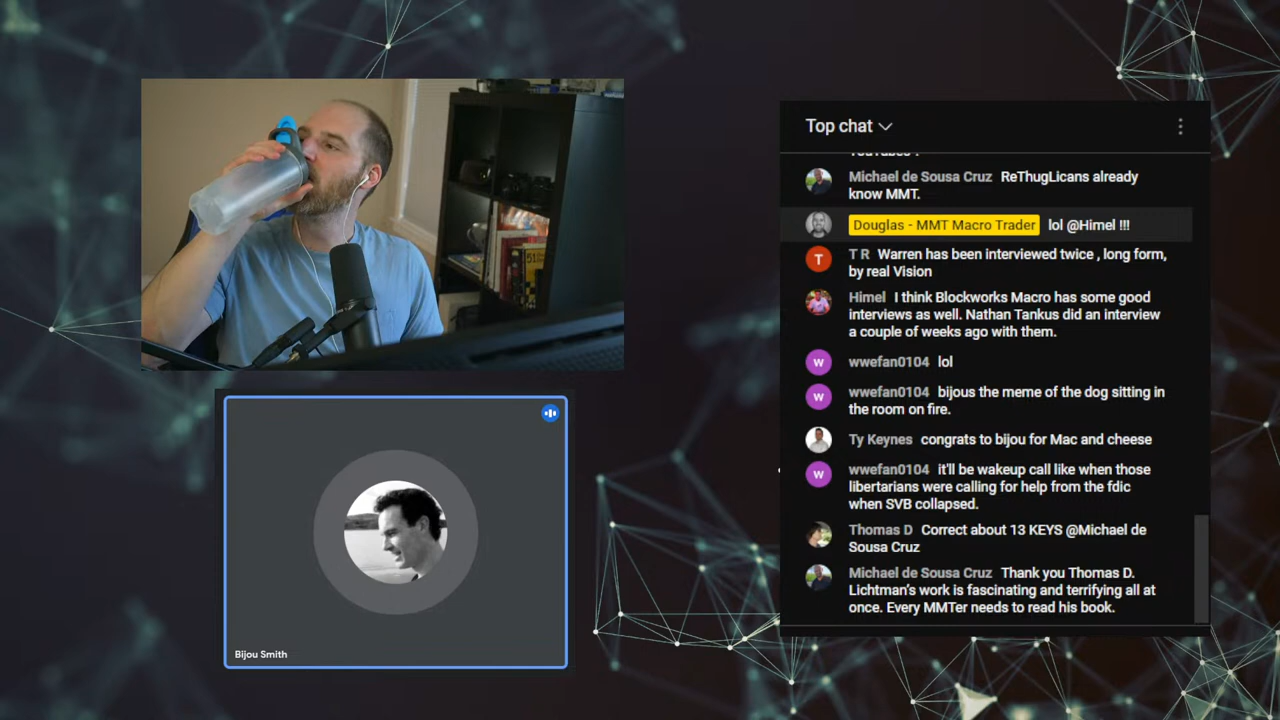 Top chat
Michael de Sousa Cruz ReThugLicans already
know MMT.
Douglas - MMT Macro Trader lol @Himel !!!
T
T R Warren has been interviewed twice , long form,
by real Vision
Himel I think Blockworks Macro has some good
interviews as well. Nathan Tankus did an interview
a couple of weeks ago with them.
W
wwefan0104 lol
W
wwefan0104 bijous the meme of the dog sitting in
the room on fire.
Ty Keynes congrats to bijou for Mac and cheese
W
wwefan0104 it'll be wakeup call like when those
libertarians were calling for help from the fdic
when SVB collapsed.
Thomas D Correct about 13 KEYS @Michael de
Sousa Cruz
Michael de Sousa Cruz Thank you Thomas D.
Lichtman's work is fascinating and terrifying all at
once. Every MMTer needs to read his book.
Bijou Smith